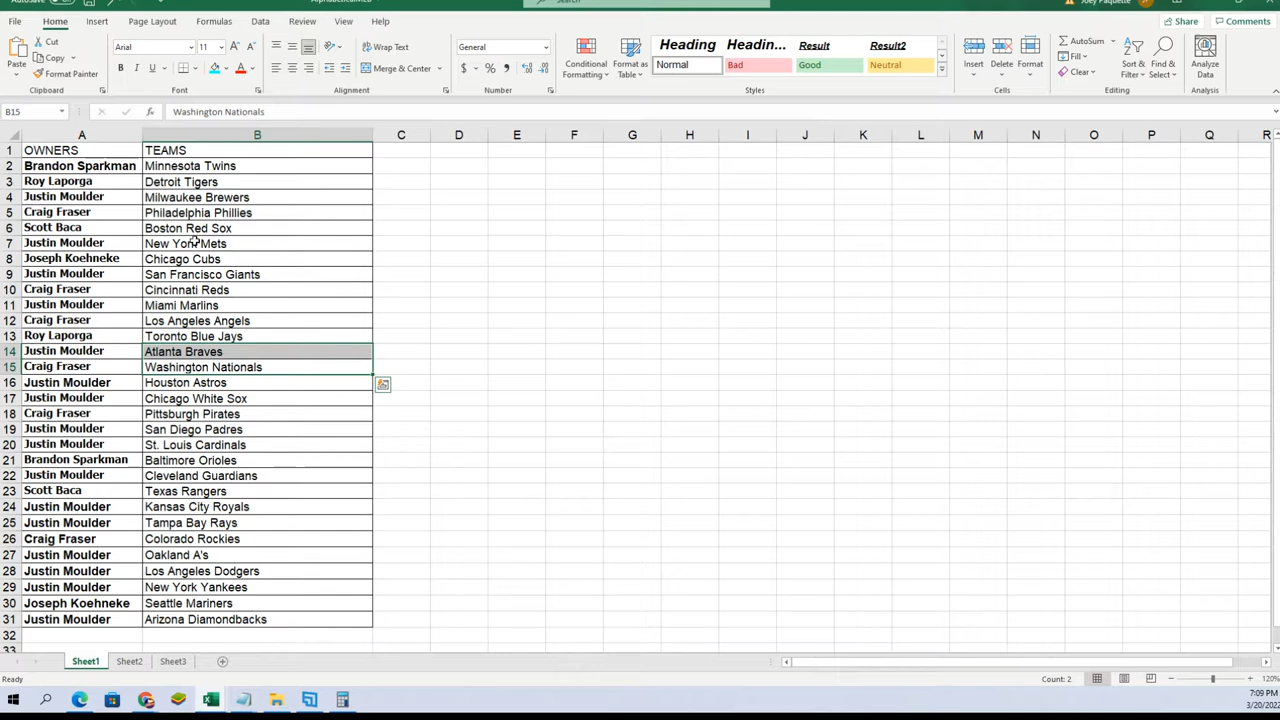 Home Insert Page Layout Formulas Data Review View Help Share Comments
Cut
Copy
Format Painter
Paste
Clipboard
Arial 11
B I U
Font
Wrap Text
Merge & Center
Alignment
General
$ % 9
Number
Conditional Formatting
Format as Table
Heading Headin... Result Result2
Normal Bad Good Neutral
Styles
Insert Delete Format
Cells
AutoSum
Fill
Clear
Sort & Filter
Find & Select
Editing
Analyze Data
Analysis
B15 fx Washington Nationals
A B C D E F G H I J K L M N O P Q R
1 OWNERS TEAMS
2 Brandon Sparkman Minnesota Twins
3 Roy Laporga Detroit Tigers
4 Justin Moulder Milwaukee Brewers
5 Craig Fraser Philadelphia Phillies
6 Scott Baca Boston Red Sox
7 Justin Moulder New York Mets
8 Joseph Koehneke Chicago Cubs
9 Justin Moulder San Francisco Giants
10 Craig Fraser Cincinnati Reds
11 Justin Moulder Miami Marlins
12 Craig Fraser Los Angeles Angels
13 Roy Laporga Toronto Blue Jays
14 Justin Moulder Atlanta Braves
15 Craig Fraser Washington Nationals
16 Justin Moulder Houston Astros
17 Justin Moulder Chicago White Sox
18 Craig Fraser Pittsburgh Pirates
19 Justin Moulder San Diego Padres
20 Justin Moulder St. Louis Cardinals
21 Brandon Sparkman Baltimore Orioles
22 Justin Moulder Cleveland Guardians
23 Scott Baca Texas Rangers
24 Justin Moulder Kansas City Royals
25 Justin Moulder Tampa Bay Rays
26 Craig Fraser Colorado Rockies
27 Justin Moulder Oakland A's
28 Justin Moulder Los Angeles Dodgers
29 Justin Moulder New York Yankees
30 Joseph Koehneke Seattle Mariners
31 Justin Moulder Arizona Diamondbacks
32
33
Sheet1 Sheet2 Sheet3
Ready Count: 2 120%
7:09 PM